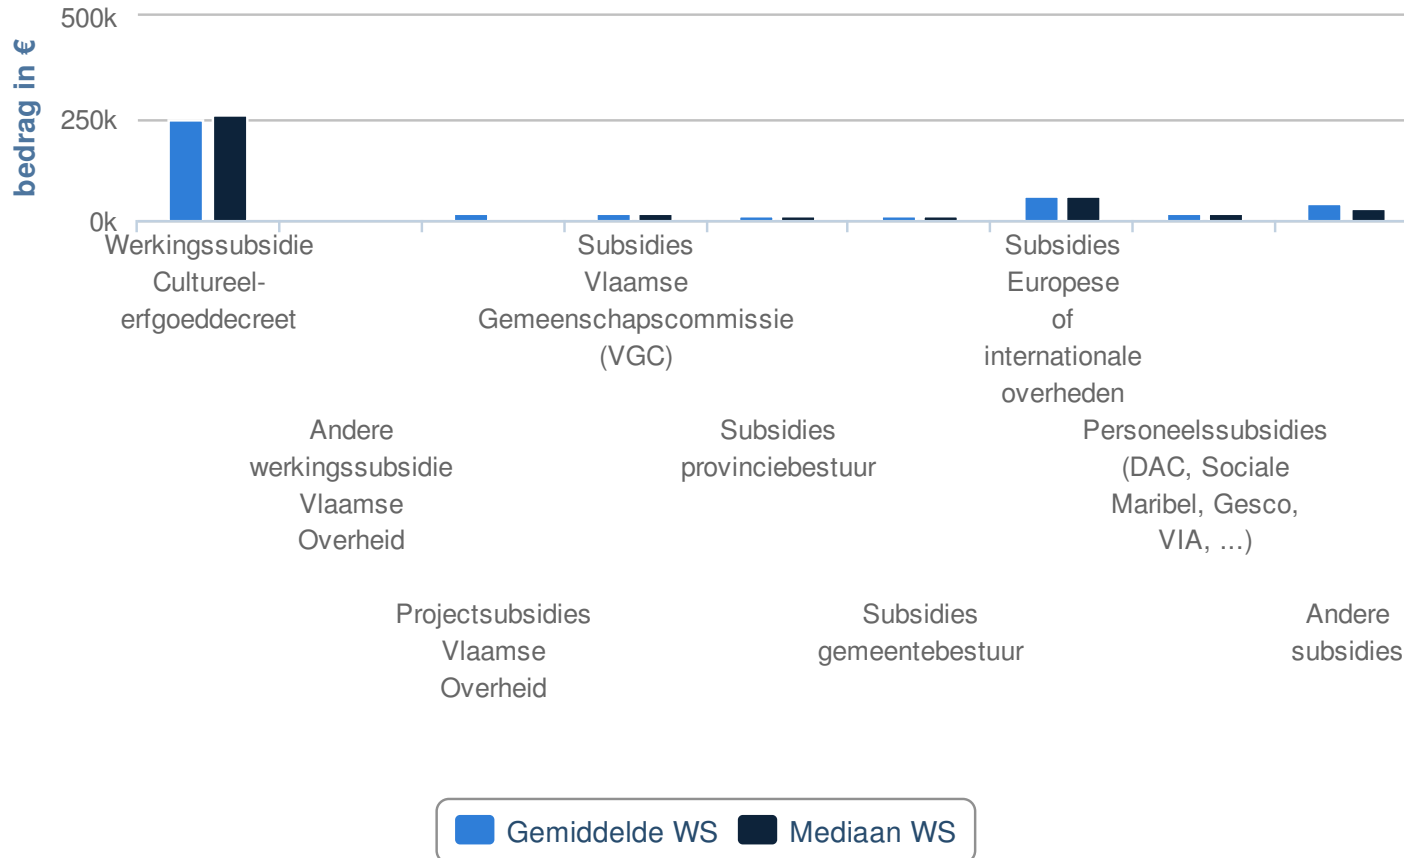 500k
bedrag in €
250k
0k
Werkingssubsidie
Cultureel-
erfgoeddecreet
Andere
werkingssubsidie
Vlaamse
Overheid
Projectsubsidies
Vlaamse
Overheid
Subsidies
Vlaamse
Gemeenschapscommissie
(VGC)
Subsidies
provinciebestuur
Subsidies
gemeentebestuur
Subsidies
Europese
of
internationale
overheden
Personeelssubsidies
(DAC, Sociale
Maribel, Gesco,
VIA, ...)
Andere
subsidies
Gemiddelde WS
Mediaan WS